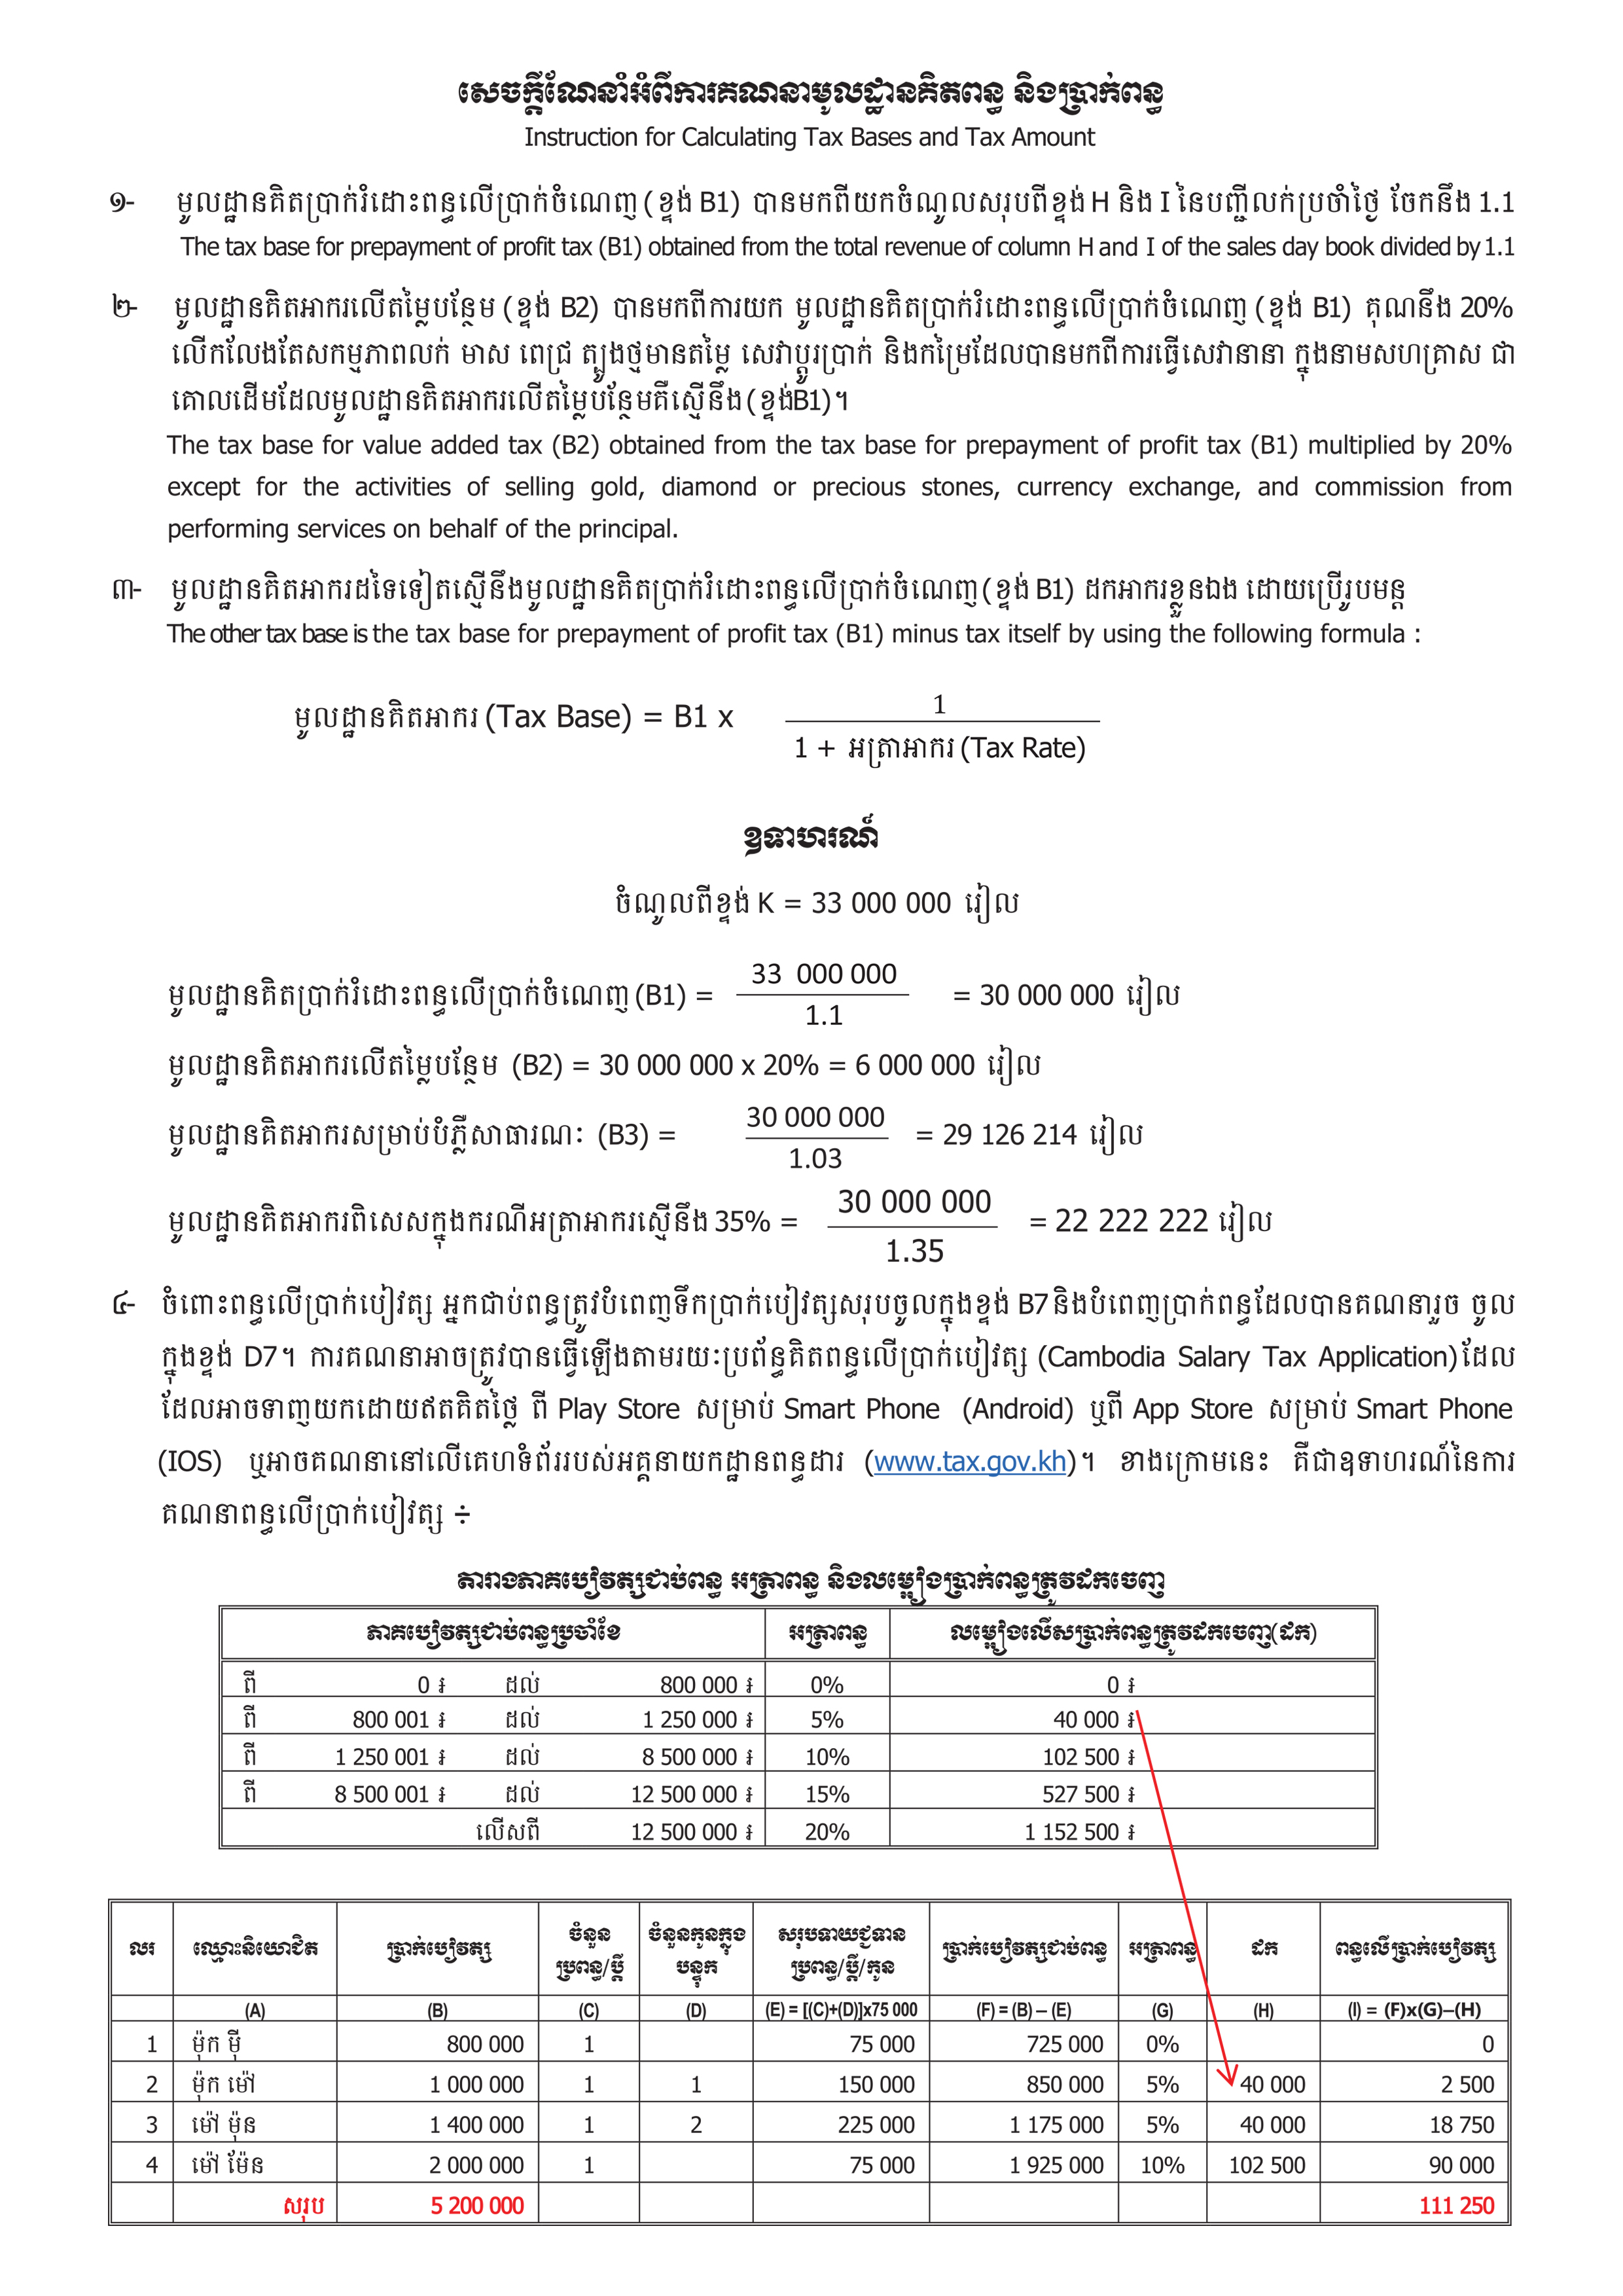 សេចក្តីណែនាំអំពីការគណនាមូលដ្ឋានគិតពន្ធ និងប្រាក់ពន្ធ
Instruction for Calculating Tax Bases and Tax Amount
១- មូលដ្ឋានគិតប្រាក់រំដោះពន្ធលើប្រាក់ចំណេញ (ខ្ទង់ B1) បានមកពីយកចំណូលសរុបពីខ្ទង់ H និង I នៃបញ្ជីលក់ប្រចាំថ្ងៃ ចែកនឹង 1.1
The tax base for prepayment of profit tax (B1) obtained from the total revenue of column H and I of the sales day book divided by 1.1
២- មូលដ្ឋានគិតអាករលើតម្លៃបន្ថែម (ខ្ទង់ B2) បានមកពីការយក មូលដ្ឋានគិតប្រាក់រំដោះពន្ធលើប្រាក់ចំណេញ (ខ្ទង់ B1) គុណនឹង 20%
លើកលែងតែសកម្មភាពលក់ មាស ពេជ្រ ត្បូងថ្មមានតម្លៃ សេវាប្តូរប្រាក់ និងកម្រៃដែលបានមកពីការធ្វើសេវានានា ក្នុងនាមសហគ្រាស ជា
គោលដើមដែលមូលដ្ឋានគិតអាករលើតម្លៃបន្ថែមគឺស្មើនឹង (ខ្ទង់B1)។
The tax base for value added tax (B2) obtained from the tax base for prepayment of profit tax (B1) multiplied by 20%
except for the activities of selling gold, diamond or precious stones, currency exchange, and commission from
performing services on behalf of the principal.
៣- មូលដ្ឋានគិតអាករដទៃទៀតស្មើនឹងមូលដ្ឋានគិតប្រាក់រំដោះពន្ធលើប្រាក់ចំណេញ (ខ្ទង់ B1) ដកអាករខ្លួនឯង ដោយប្រើរូបមន្ត
The other tax base is the tax base for prepayment of profit tax (B1) minus tax itself by using the following formula :
មូលដ្ឋានគិតអាករ (Tax Base) = B1 x 1
1 + អត្រាអាករ (Tax Rate)
ឧទាហរណ៍
ចំណូលពីខ្ទង់ K = 33 000 000 រៀល
មូលដ្ឋានគិតប្រាក់រំដោះពន្ធលើប្រាក់ចំណេញ (B1) = 33 000 000 = 30 000 000 រៀល
1.1
មូលដ្ឋានគិតអាករលើតម្លៃបន្ថែម (B2) = 30 000 000 x 20% = 6 000 000 រៀល
មូលដ្ឋានគិតអាករសម្រាប់បំភ្លឺសាធារណៈ (B3) = 30 000 000 = 29 126 214 រៀល
1.03
មូលដ្ឋានគិតអាករពិសេសក្នុងករណីអត្រាអាករស្មើនឹង 35% = 30 000 000 = 22 222 222 រៀល
1.35
៤- ចំពោះពន្ធលើប្រាក់បៀវត្ស អ្នកជាប់ពន្ធត្រូវបំពេញទឹកប្រាក់បៀវត្សសរុបចូលក្នុងខ្ទង់ B7 និងបំពេញប្រាក់ពន្ធដែលបានគណនារួច ចូល
ក្នុងខ្ទង់ D7។ ការគណនាអាចត្រូវបានធ្វើឡើងតាមរយៈប្រព័ន្ធគិតពន្ធលើប្រាក់បៀវត្ស (Cambodia Salary Tax Application) ដែល
ដែលអាចទាញយកដោយឥតគិតថ្លៃ ពី Play Store សម្រាប់ Smart Phone (Android) ឬពី App Store សម្រាប់ Smart Phone
(IOS) ឬអាចគណនានៅលើគេហទំព័ររបស់អគ្គនាយកដ្ឋានពន្ធដារ (www.tax.gov.kh)។ ខាងក្រោមនេះ គឺជាឧទាហរណ៍នៃការ
គណនាពន្ធលើប្រាក់បៀវត្ស ÷
តារាងភាគបៀវត្សជាប់ពន្ធ អត្រាពន្ធ និងលម្អៀងប្រាក់ពន្ធត្រូវដកចេញ
ភាគបៀវត្សជាប់ពន្ធប្រចាំខែ អត្រាពន្ធ លម្អៀងលើសប្រាក់ពន្ធត្រូវដកចេញ(ដក)
ពី 0 ៛ ដល់ 800 000 ៛ 0% 0 ៛
ពី 800 001 ៛ ដល់ 1 250 000 ៛ 5% 40 000 ៛
ពី 1 250 001 ៛ ដល់ 8 500 000 ៛ 10% 102 500 ៛
ពី 8 500 001 ៛ ដល់ 12 500 000 ៛ 15% 527 500 ៛
លើសពី 12 500 000 ៛ 20% 1 152 500 ៛
លរ ឈ្មោះនិយោជិត ប្រាក់បៀវត្ស ចំនួន ប្រពន្ធ/ប្តី ចំនួនកូនក្នុង បន្ទុក សរុបទាយជ្ជទាន ប្រពន្ធ/ប្តី/កូន ប្រាក់បៀវត្សជាប់ពន្ធ អត្រាពន្ធ ដក ពន្ធលើប្រាក់បៀវត្ស
(A) (B) (C) (D) (E) = [(C)+(D)]x75 000 (F) = (B) – (E) (G) (H) (I) = (F)x(G)–(H)
1 ម៉ុក ម៉ី 800 000 1 75 000 725 000 0% 0
2 ម៉ុក ម៉ៅ 1 000 000 1 1 150 000 850 000 5% 40 000 2 500
3 ម៉ៅ ម៉ុន 1 400 000 1 2 225 000 1 175 000 5% 40 000 18 750
4 ម៉ៅ ម៉ែន 2 000 000 1 75 000 1 925 000 10% 102 500 90 000
សរុប 5 200 000 111 250